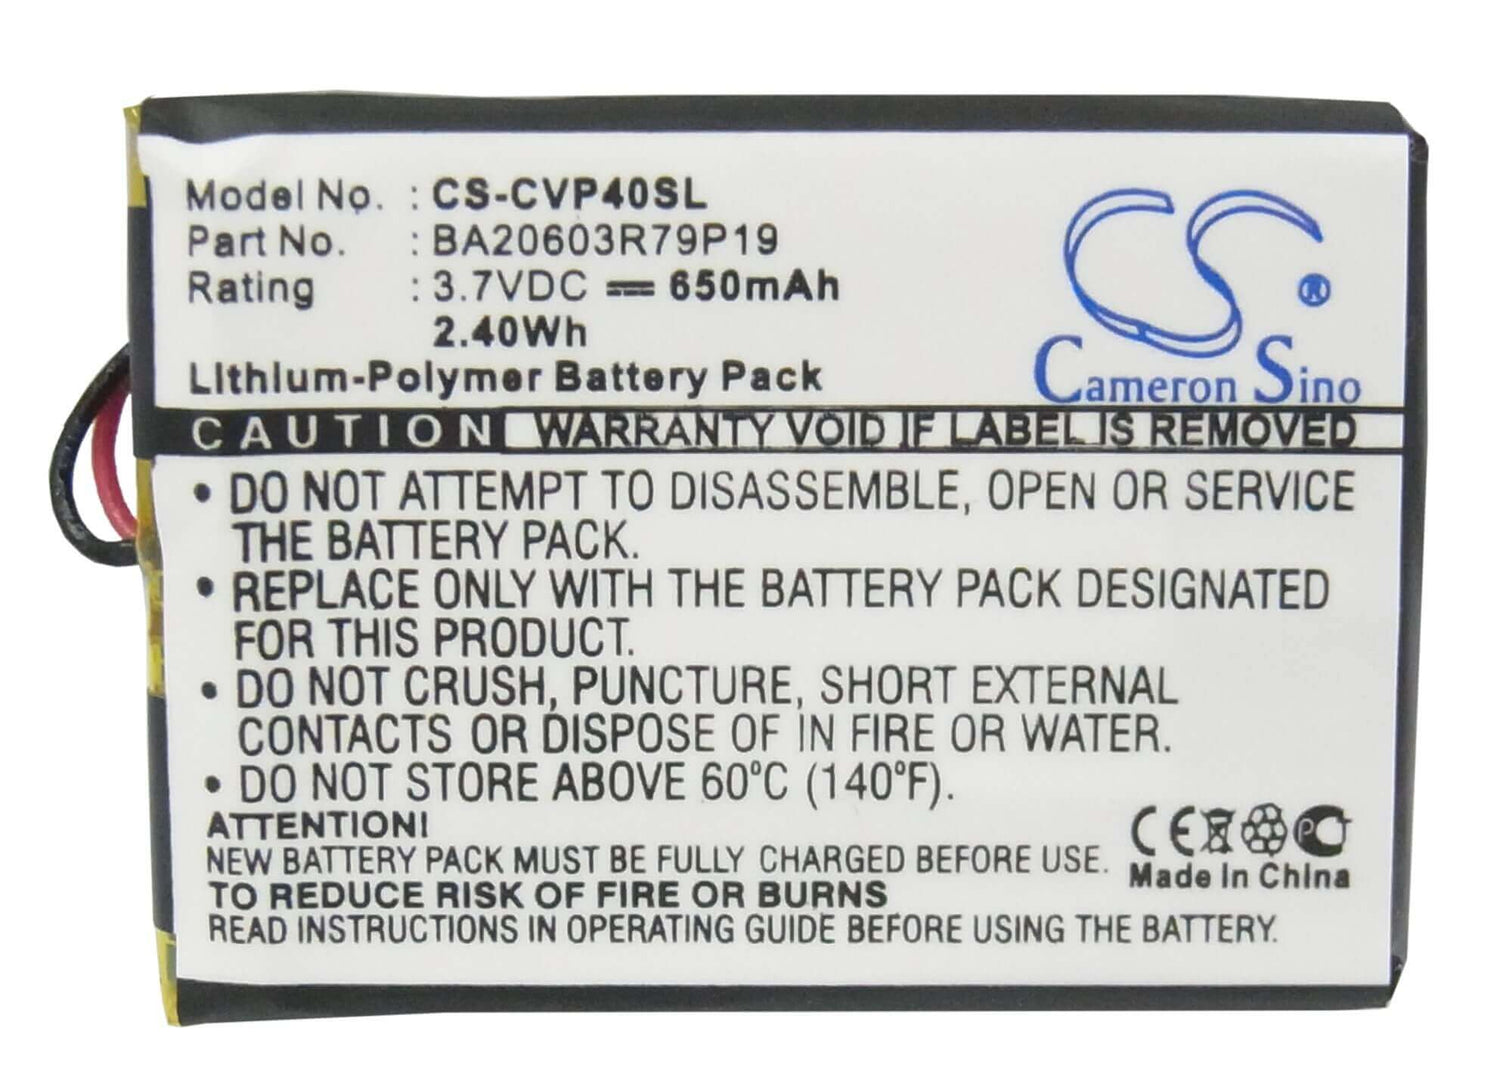 Model No. : CS-CVP40SL
Part No. : BA20603R79P19
Rating : 3.7VDC 650mAh
2.40Wh
Lithium-Polymer Battery Pack
CS ®
Cameron Sino
CAUTION WARRANTY VOID IF LABEL IS REMOVED
• DO NOT ATTEMPT TO DISASSEMBLE, OPEN OR SERVICE
THE BATTERY PACK.
• REPLACE ONLY WITH THE BATTERY PACK DESIGNATED
FOR THIS PRODUCT.
• DO NOT CRUSH, PUNCTURE, SHORT EXTERNAL
CONTACTS OR DISPOSE OF IN FIRE OR WATER.
• DO NOT STORE ABOVE 60°C (140°F).
ATTENTION!
NEW BATTERY PACK MUST BE FULLY CHARGED BEFORE USE.
TO REDUCE RISK OF FIRE OR BURNS
READ INSTRUCTIONS IN OPERATING GUIDE BEFORE USING THE BATTERY.
CE
Made in China